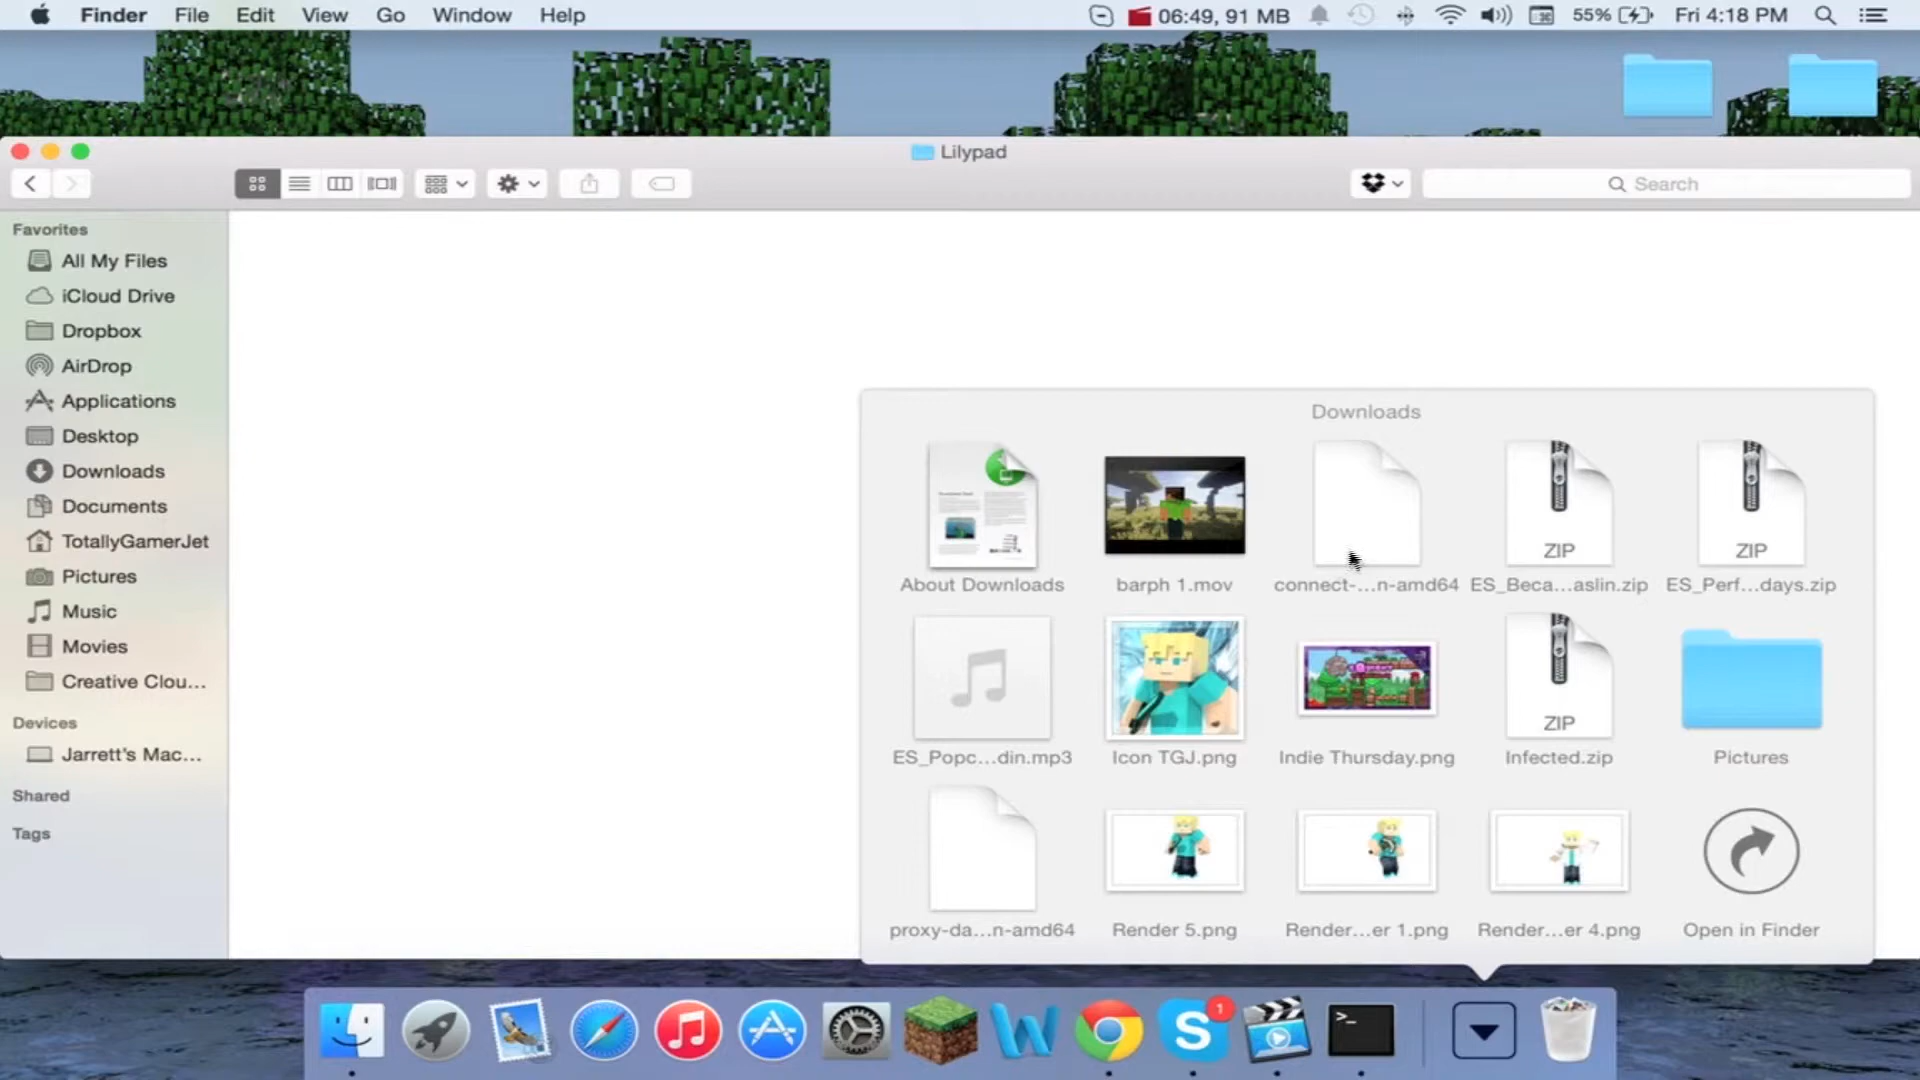 Finder File Edit View Go Window Help 06:49, 91 MB 55% Fri 4:18 PM
Lilypad
Search
Favorites
All My Files
iCloud Drive
Dropbox
AirDrop
Applications
Desktop
Downloads
Documents
TotallyGamerJet
Pictures
Music
Movies
Creative Clou...
Devices
Jarrett's Mac...
Shared
Tags
Downloads
ZIP ZIP
About Downloads barph 1.mov connect-...n-amd64 ES_Beca...aslin.zip ES_Perf...days.zip
ZIP
ES_Popc...din.mp3 Icon TGJ.png Indie Thursday.png Infected.zip Pictures
proxy-da...n-amd64 Render 5.png Render...er 1.png Render...er 4.png Open in Finder
1